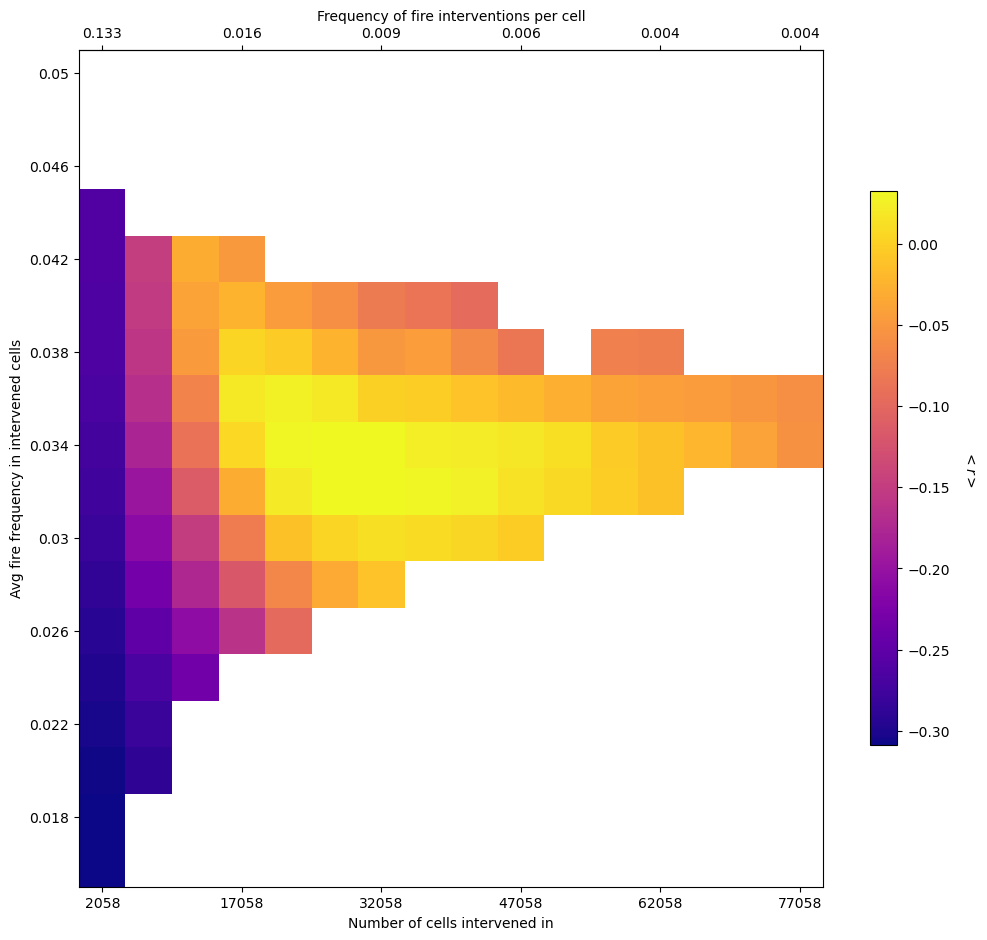 Frequency of fire interventions per cell
0.133 0.016 0.009 0.006 0.004 0.004
0.05
0.046
0.042
0.038
0.034
0.03
0.026
0.022
0.018
Avg fire frequency in intervened cells
2058 17058 32058 47058 62058 77058
Number of cells intervened in
0.00
−0.05
−0.10
−0.15
−0.20
−0.25
−0.30
< r >